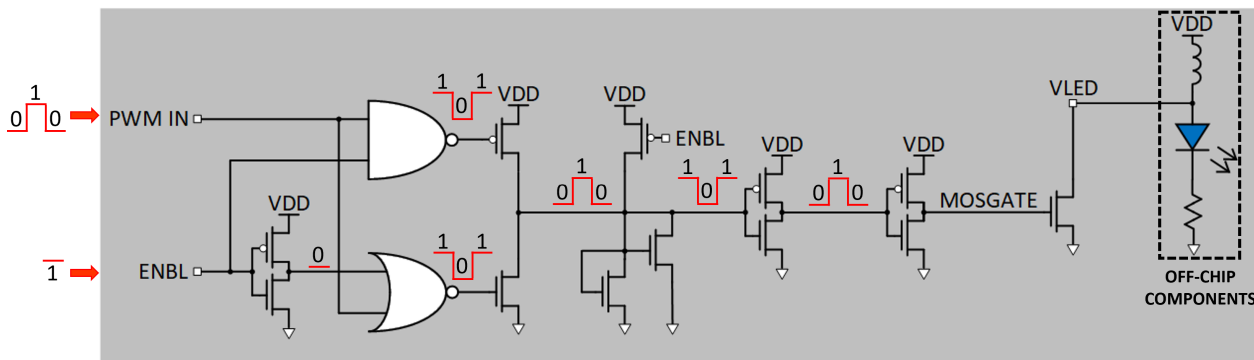 VDD
1
0 0
PWM IN
1 1
0
VDD
VDD
ENBL
VLED
1
0 0
1 1
0
VDD
1
0 0
VDD
MOSGATE
VDD
1
ENBL
0
1 1
0
OFF-CHIP
COMPONENTS